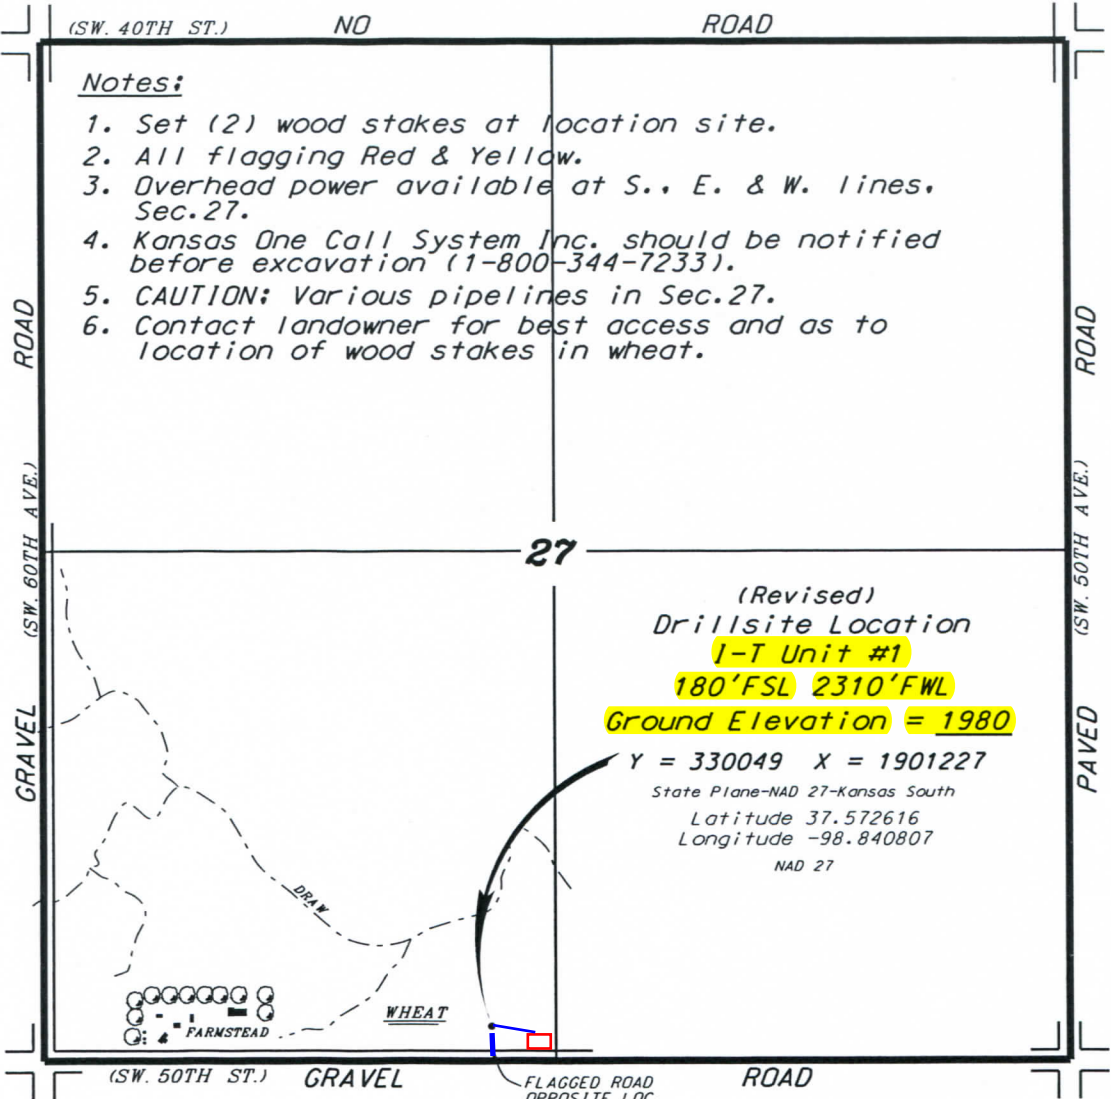 (SW. 40TH ST.) NO ROAD
Notes:
1. Set (2) wood stakes at location site.
2. All flagging Red & Yellow.
3. Overhead power available at S., E. & W. lines,
Sec.27.
4. Kansas One Call System Inc. should be notified
before excavation (1-800-344-7233).
5. CAUTION: Various pipelines in Sec.27.
6. Contact landowner for best access and as to
location of wood stakes in wheat.
ROAD
(SW. 60TH AVE.)
GRAVEL
ROAD
(SW. 50TH AVE.)
PAVED
27
(Revised)
Drillsite Location
I-T Unit #1
180'FSL 2310'FWL
Ground Elevation = 1980
Y = 330049 X = 1901227
State Plane-NAD 27-Kansas South
Latitude 37.572616
Longitude -98.840807
NAD 27
DRAW
WHEAT
FARMSTEAD
(SW. 50TH ST.) GRAVEL ROAD
FLAGGED ROAD
OPPOSITE LOC.